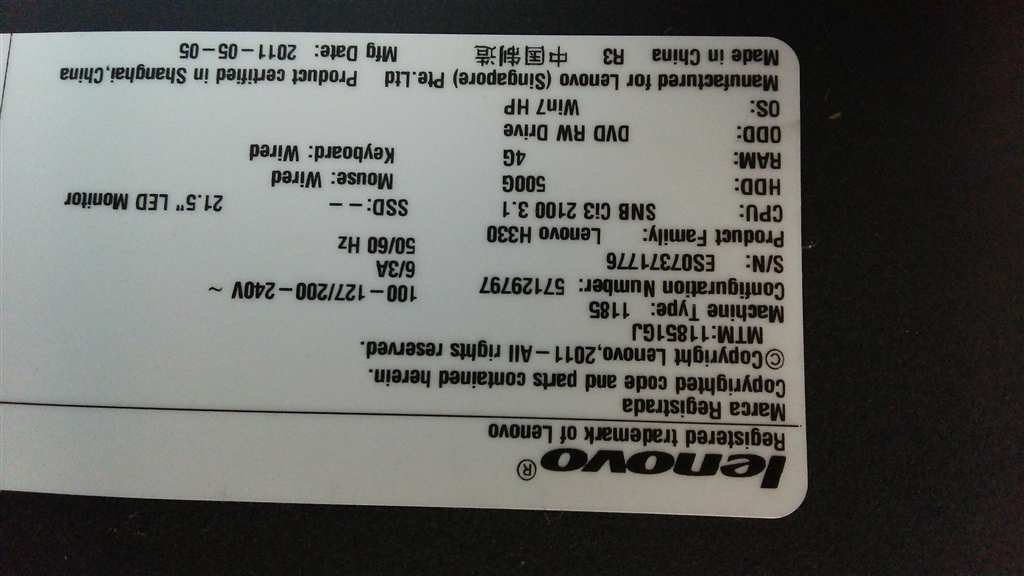 lenovo®
Registered trademark of Lenovo
Marca Registrada
Copyrighted code and parts contained herein.
©Copyright Lenovo,2011-All rights reserved.
MTM:11851GJ
Machine Type: 1185
Configuration Number: 57129797 100-127/200-240V ~
S/N: ES07371776 6/3A
Product Family: Lenovo H330 50/60 Hz
CPU: SNB Ci3 2100 3.1 SSD: -- 21.5" LED Monitor
HDD: 500G Mouse: Wired
RAM: 4G Keyboard: Wired
ODD: DVD RW Drive
OS: Win7 HP
Manufactured for Lenovo (Singapore) Pte.Ltd Product certified in Shanghai,China
Made in China R3 中国制造 Mfg Date: 2011-05-05